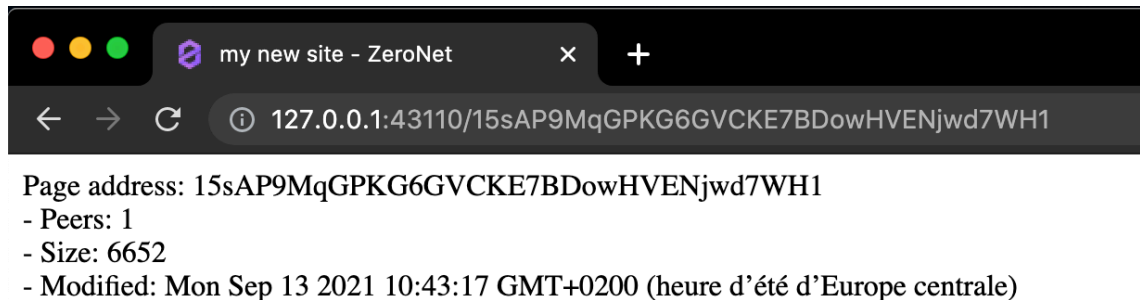 my new site - ZeroNet
127.0.0.1:43110/15sAP9MqGPKG6GVCKE7BDowHVENjwd7WH1
Page address: 15sAP9MqGPKG6GVCKE7BDowHVENjwd7WH1
- Peers: 1
- Size: 6652
- Modified: Mon Sep 13 2021 10:43:17 GMT+0200 (heure d’été d’Europe centrale)